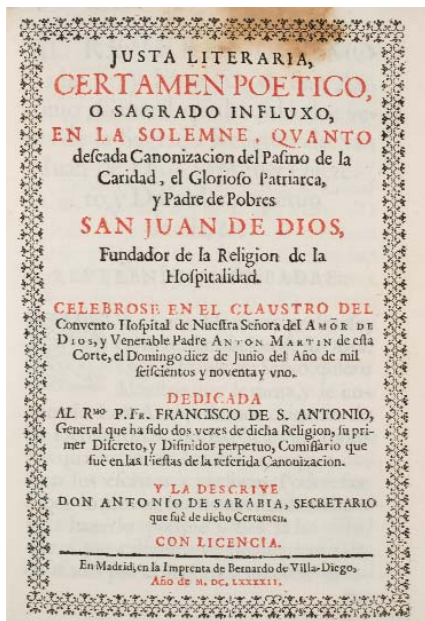 JUSTA LITERARIA,
CERTAMEN POETICO,
O SAGRADO INFLUXO,
EN LA SOLEMNE, QVANTO
deſeada Canonizacion del Paſmo de la
Caridad, el Glorioſo Patriarca,
y Padre de Pobres
SAN JUAN DE DIOS,
Fundador de la Religion de la
Hoſpitalidad.
CELEBROSE EN EL CLAUSTRO DEL
Convento Hoſpital de Nueſtra Señora del AMOR DE
DIOS, y Venerable Padre ANTON MARTIN de eſta
Corte, el Domingo diez de Junio del Año de mil
ſeiſcientos y noventa y vno.
DEDICADA
AL Rᴹᴼ P. Fr. FRANCISCO DE S. ANTONIO,
General que ha ſido dos vezes de dicha Religion, ſu pri-
mer Diſcreto, y Difinidor perpetuo, Comiſſario que
fuè en las Fieſtas de la referida Canonizacion.
Y LA DESCRIVE
DON ANTONIO DE SARABIA, SECRETARIO
que fuè de dicho Certamen.
CON LICENCIA.
En Madrid, en la Imprenta de Bernardo de Villa-Diego,
Año de M. DC. LXXXXII.